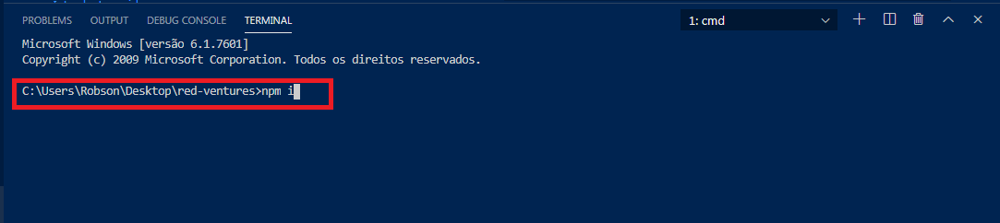 PROBLEMS OUTPUT DEBUG CONSOLE TERMINAL 1: cmd
Microsoft Windows [versão 6.1.7601]
Copyright (c) 2009 Microsoft Corporation. Todos os direitos reservados.
C:\Users\Robson\Desktop\red-ventures>npm i